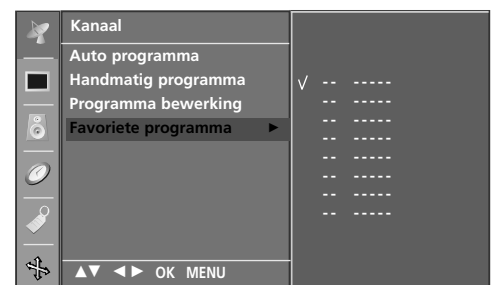 Kanaal
Auto programma
Handmatig programma
Programma bewerking
Favoriete programma ►
√ -- -----
-- -----
-- -----
-- -----
-- -----
-- -----
-- -----
-- -----
▲▼ ◄► OK MENU